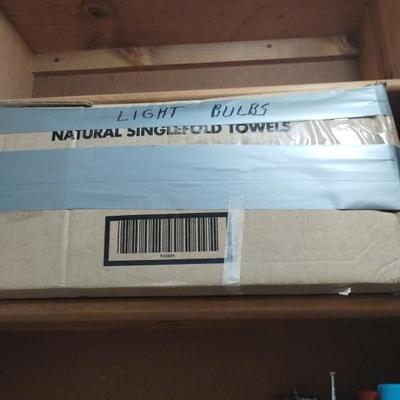 LIGHT BULBS
NATURAL SINGLEFOLD TOWELS